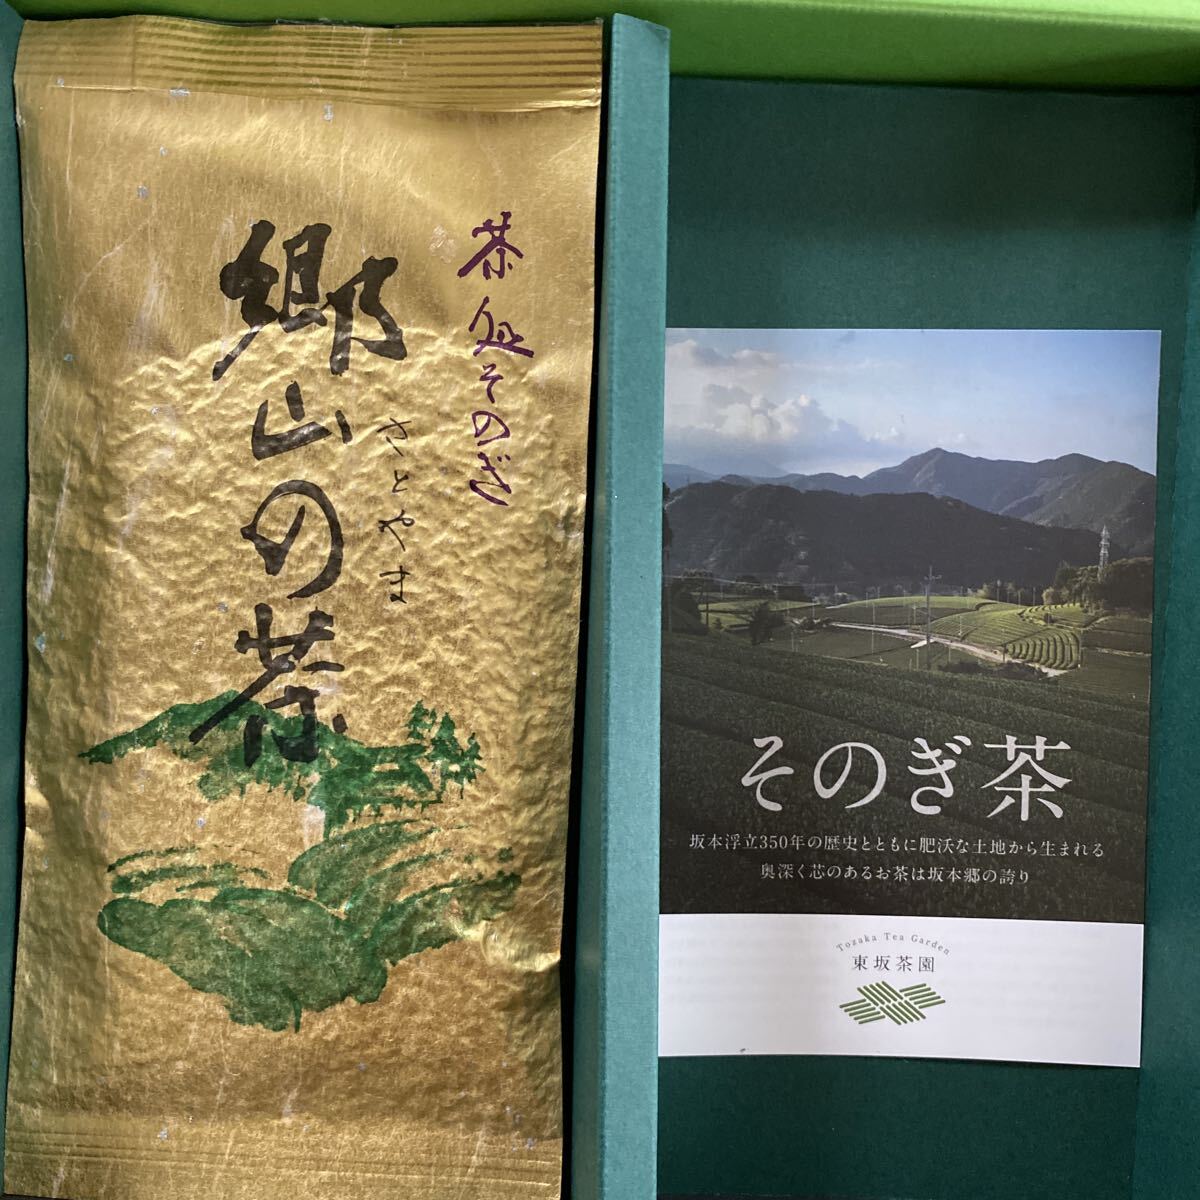 茶処そのぎ
郷山の茶
さとやま
そのぎ茶
坂本浮立350年の歴史とともに肥沃な土地から生まれる
奥深く芯のあるお茶は坂本郷の誇り
Tozaka Tea Garden
東坂茶園